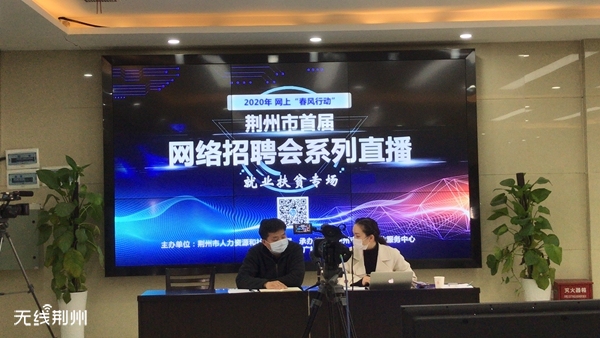 2020年 网上“春风行动”
荆州市首届
网络招聘会系列直播
就业扶贫专场
主办单位：荆州市人力资源 承办 服务中心
灭火器箱
无线荆州